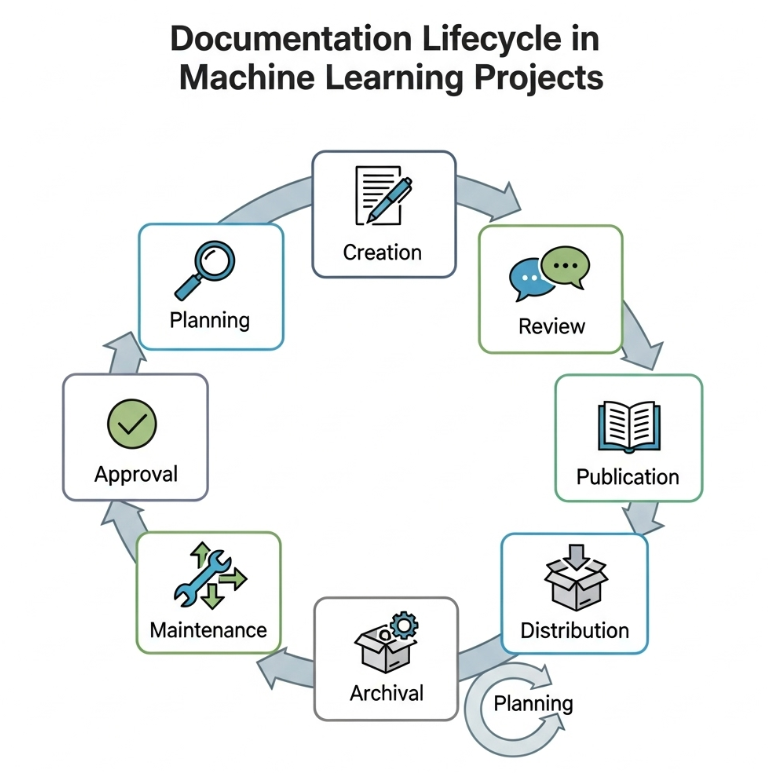 Documentation Lifecycle in
Machine Learning Projects
Creation
Planning
Review
Approval
Publication
Maintenance
Distribution
Archival
Planning